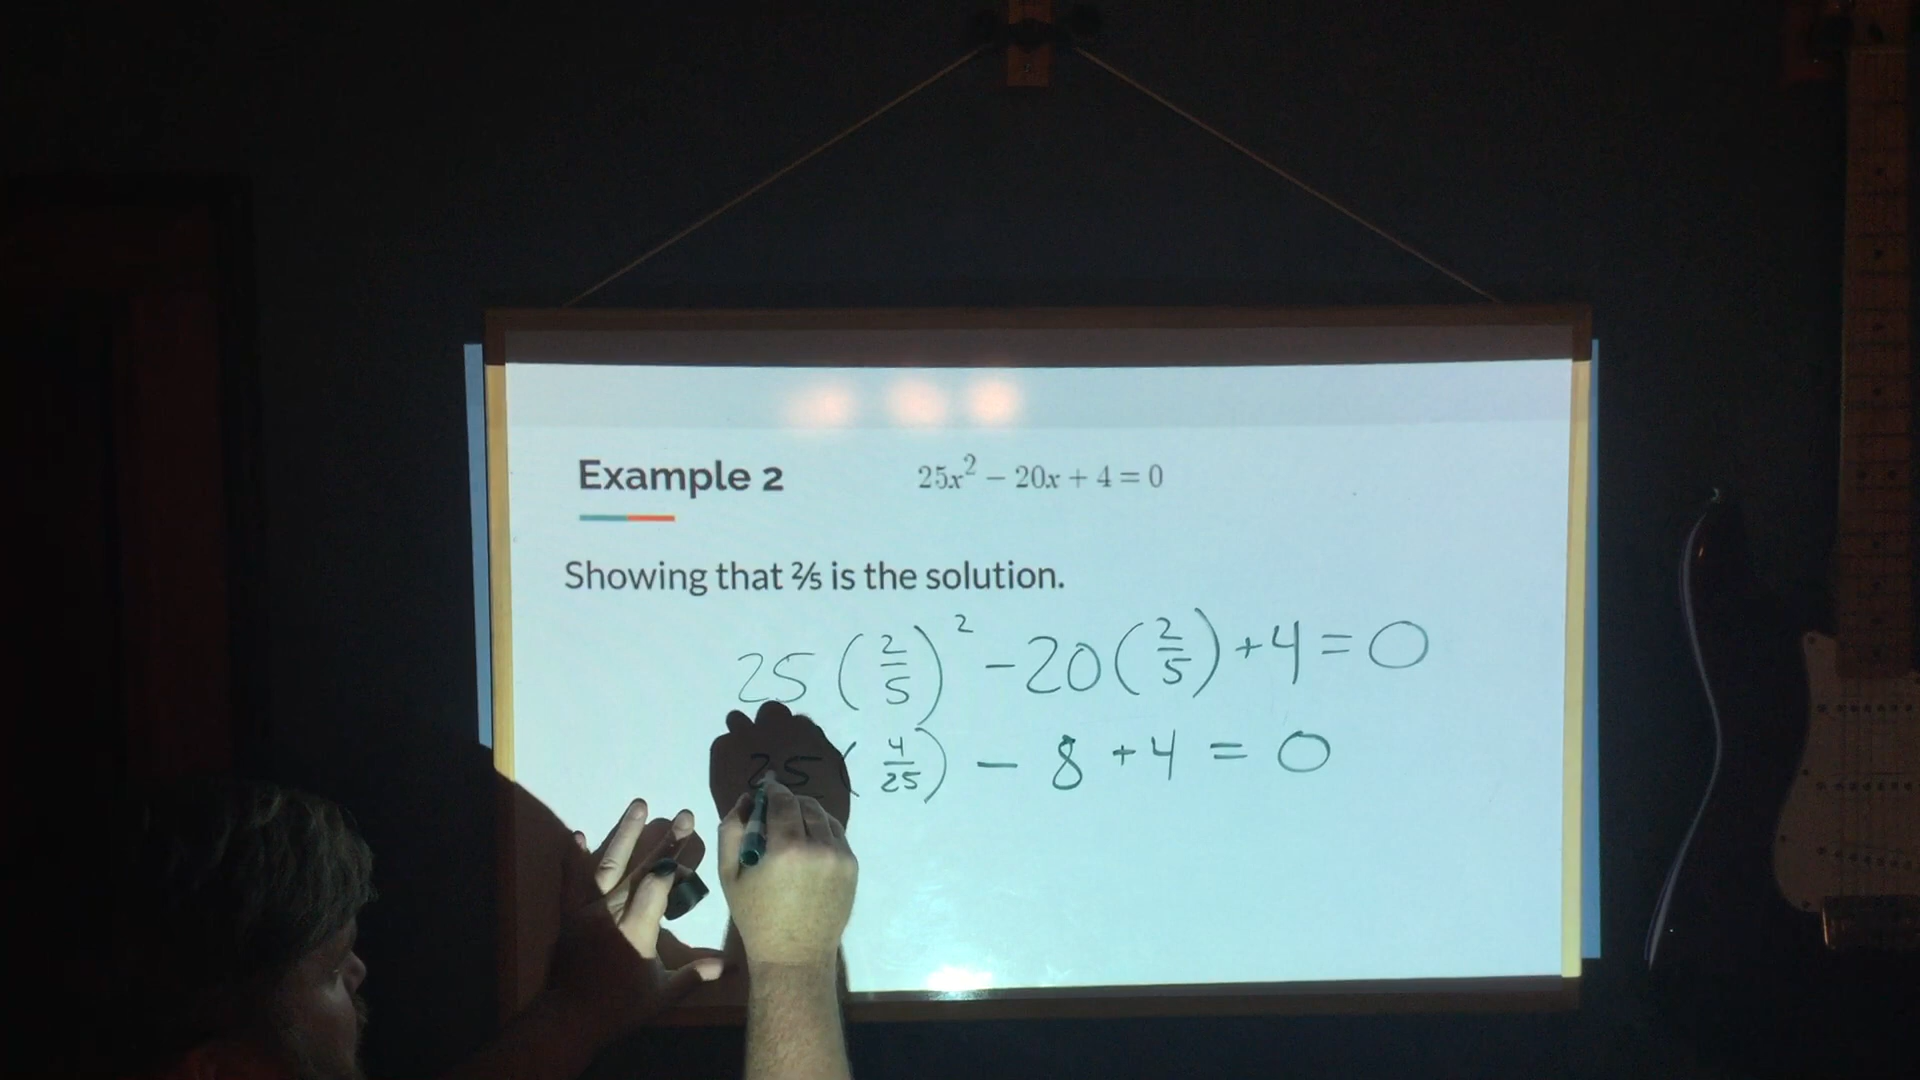 Example 2 25x² − 20x + 4 = 0
Showing that ⅖ is the solution.
25(2/5)² − 20(2/5) + 4 = 0
25(4/25) − 8 + 4 = 0